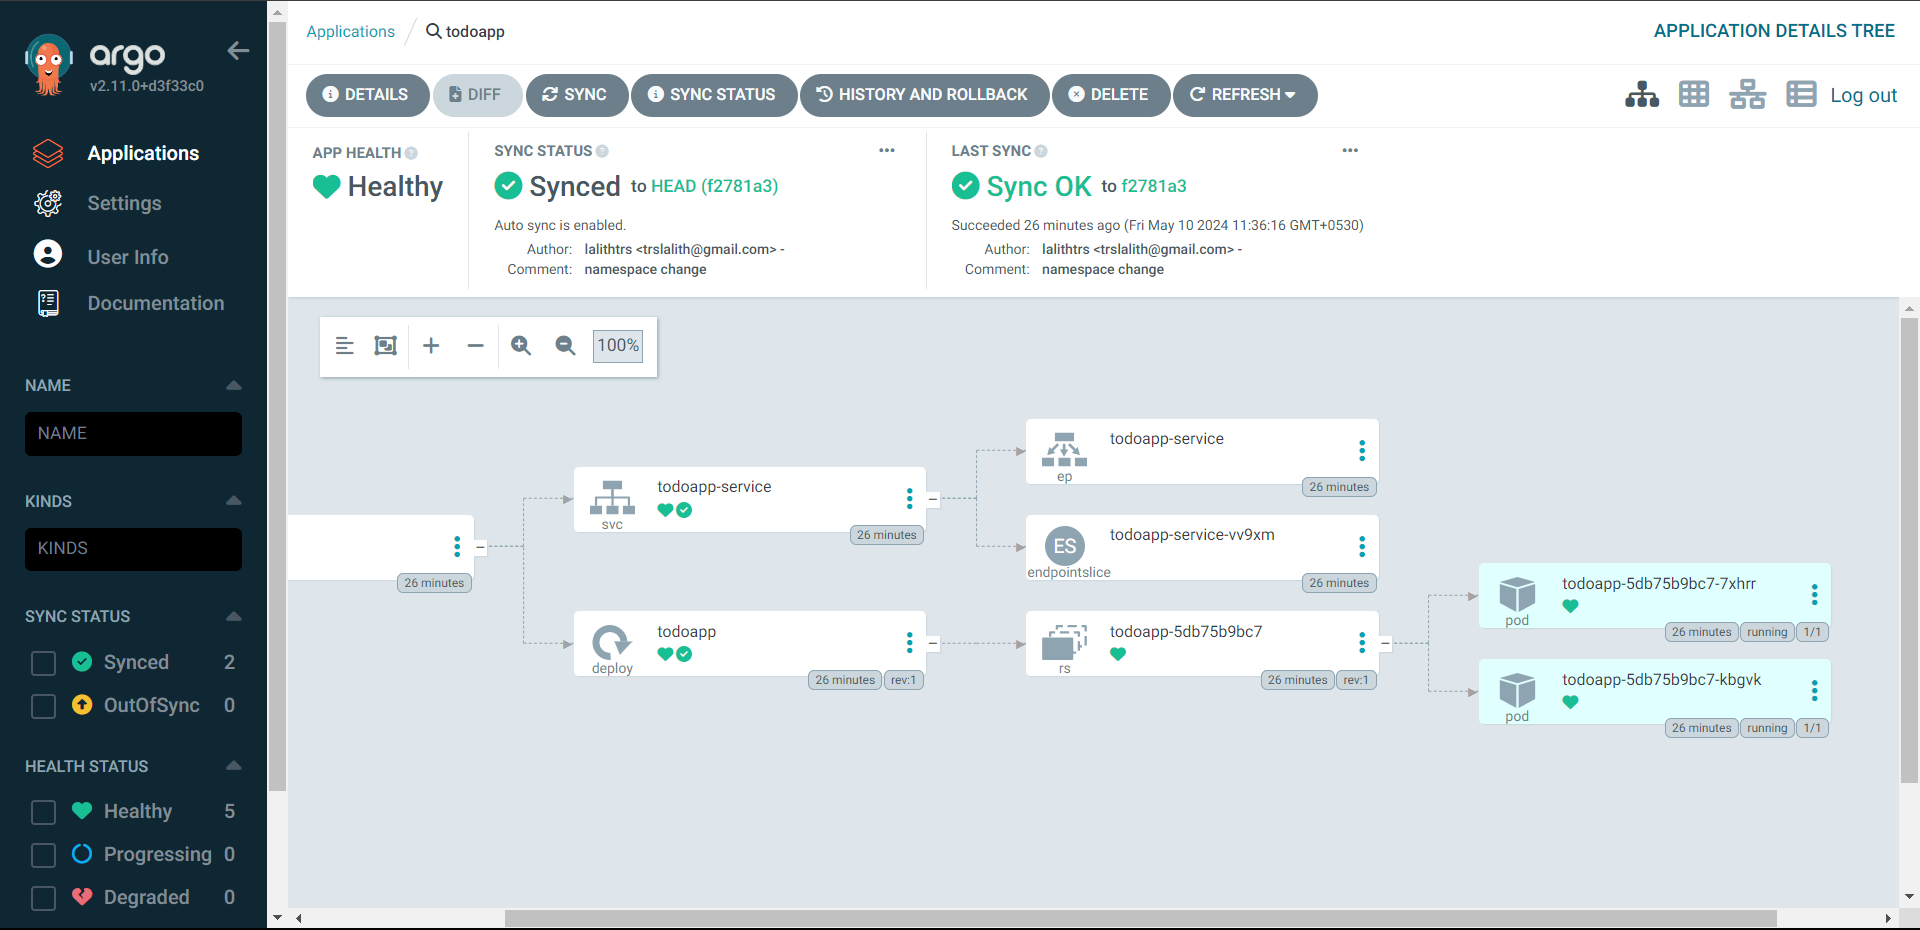 argo
v2.11.0+d3f33c0
Applications
Settings
User Info
Documentation
NAME
NAME
KINDS
KINDS
SYNC STATUS
Synced 2
OutOfSync 0
HEALTH STATUS
Healthy 5
Progressing 0
Degraded 0
Applications / todoapp
APPLICATION DETAILS TREE
DETAILS DIFF SYNC SYNC STATUS HISTORY AND ROLLBACK DELETE REFRESH
Log out
APP HEALTH
Healthy
SYNC STATUS
Synced to HEAD (f2781a3)
Auto sync is enabled.
Author: lalithtrs <trslalith@gmail.com> -
Comment: namespace change
LAST SYNC
Sync OK to f2781a3
Succeeded 26 minutes ago (Fri May 10 2024 11:36:16 GMT+0530)
Author: lalithtrs <trslalith@gmail.com> -
Comment: namespace change
100%
26 minutes
todoapp-service
svc
26 minutes
todoapp
deploy
26 minutes rev:1
todoapp-service
ep
26 minutes
ES
todoapp-service-vv9xm
endpointslice
26 minutes
todoapp-5db75b9bc7
rs
26 minutes rev:1
todoapp-5db75b9bc7-7xhrr
pod
26 minutes running 1/1
todoapp-5db75b9bc7-kbgvk
pod
26 minutes running 1/1